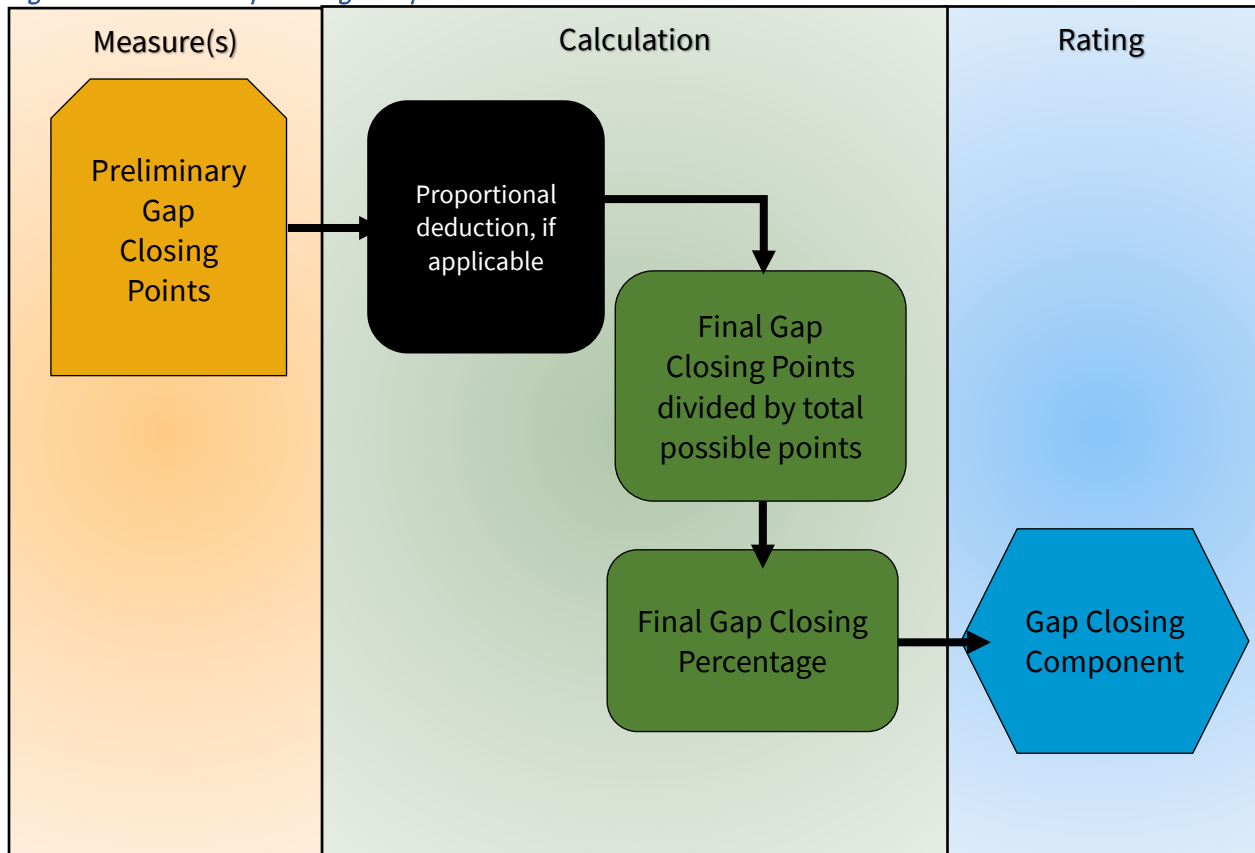 Measure(s)
Calculation
Rating
Preliminary
Gap
Closing
Points
Proportional
deduction, if
applicable
Final Gap
Closing Points
divided by total
possible points
Final Gap Closing
Percentage
Gap Closing
Component